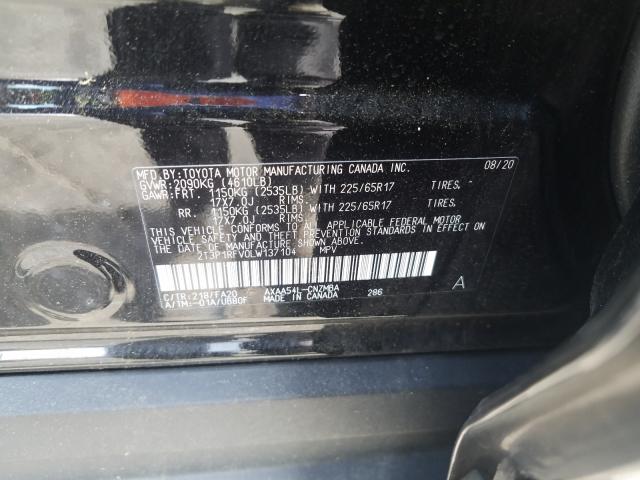 MFD.BY:TOYOTA MOTOR MANUFACTURING CANADA INC. 08/20
GVWR:2090KG (4610LB)
GAWR:FRT. 1150KG (2535LB) WITH 225/65R17 TIRES,
17X7.0J RIMS.
RR. 1150KG (2535LB) WITH 225/65R17 TIRES,
17X7.0J RIMS.
THIS VEHICLE CONFORMS TO ALL APPLICABLE FEDERAL MOTOR
VEHICLE SAFETY AND THEFT PREVENTION STANDARDS IN EFFECT ON
THE DATE OF MANUFACTURE SHOWN ABOVE.
2T3P1RFV0LW137104 MPV
C/TR:218/FA20 AXAA54L-CNZMBA A
A/TM:-01A/UB80F MADE IN CANADA 286